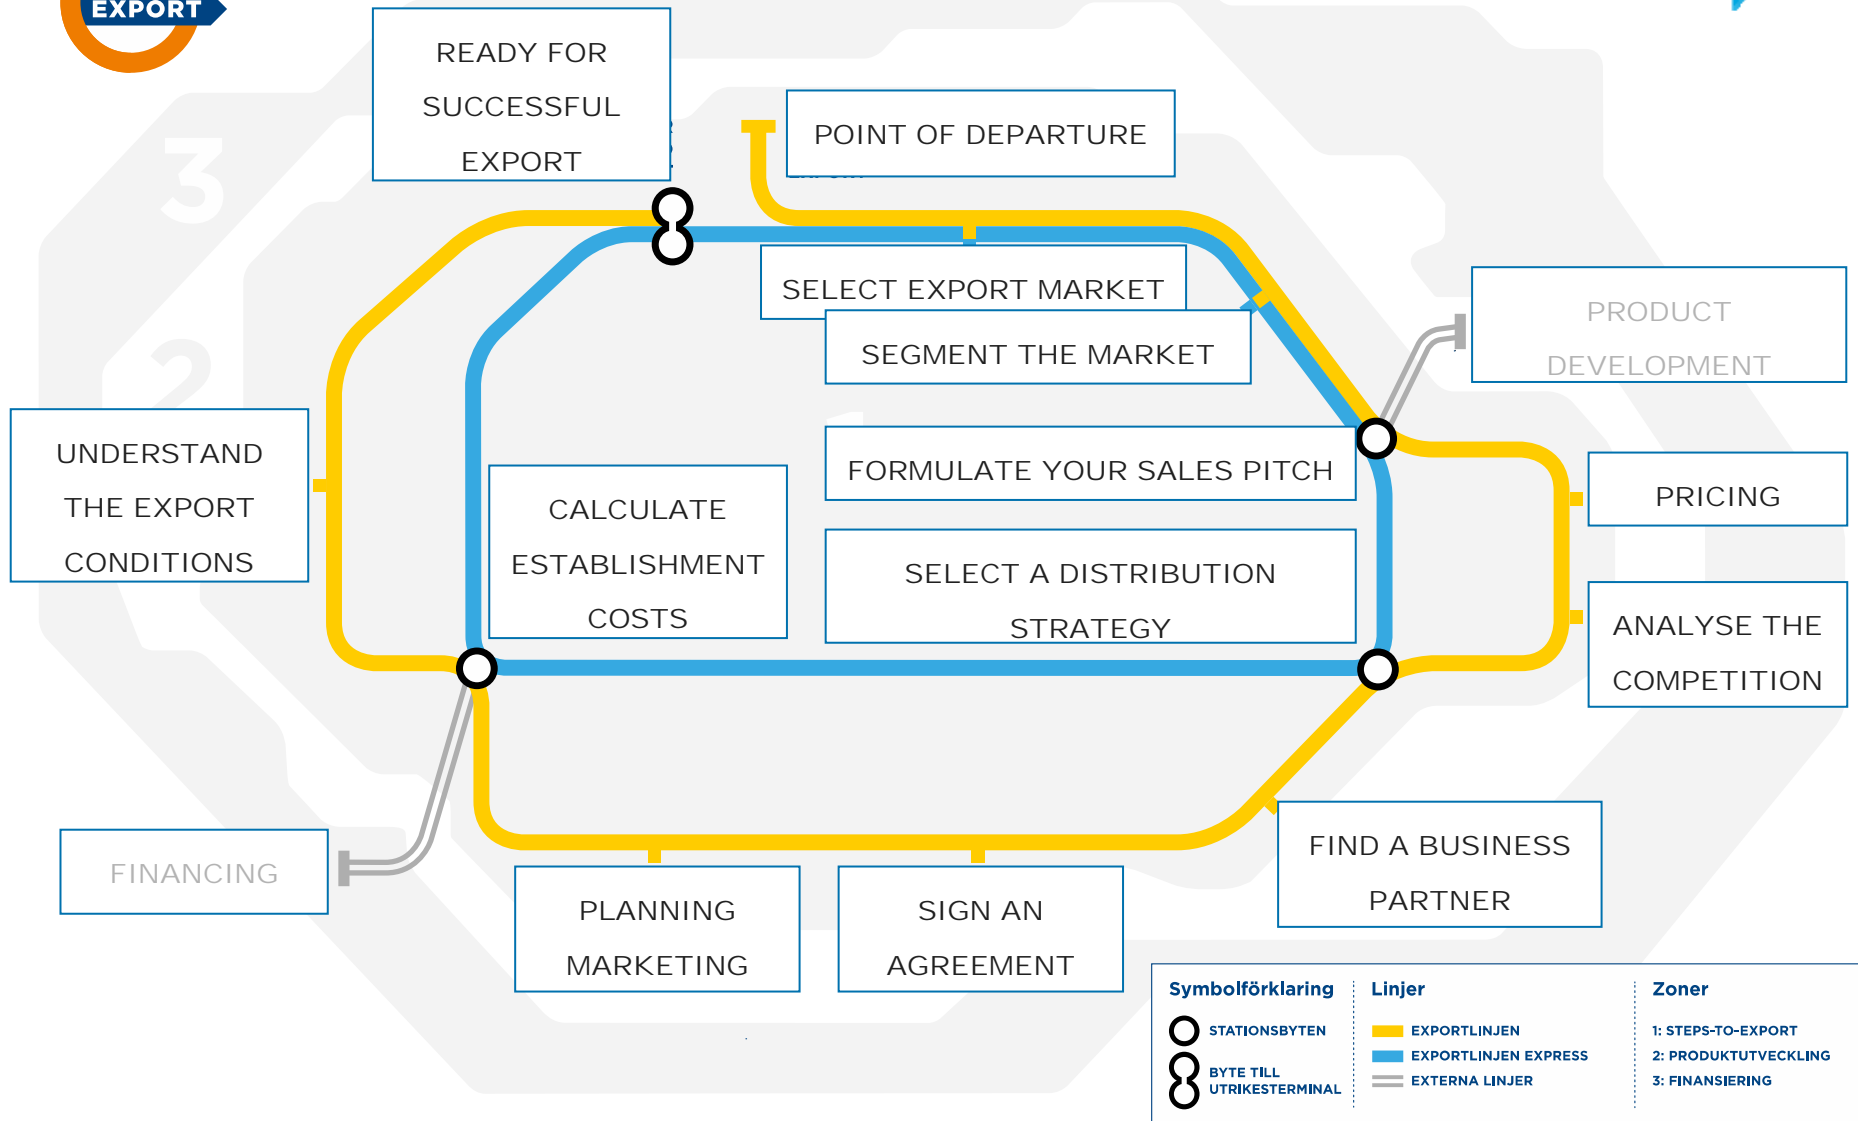 EXPORT
READY FOR
SUCCESSFUL
EXPORT
POINT OF DEPARTURE
3
SELECT EXPORT MARKET
SEGMENT THE MARKET
PRODUCT
DEVELOPMENT
2
UNDERSTAND
THE EXPORT
CONDITIONS
CALCULATE
ESTABLISHMENT
COSTS
FORMULATE YOUR SALES PITCH
SELECT A DISTRIBUTION
STRATEGY
PRICING
ANALYSE THE
COMPETITION
FINANCING
PLANNING
MARKETING
SIGN AN
AGREEMENT
FIND A BUSINESS
PARTNER
Symbolförklaring
STATIONSBYTEN
BYTE TILL
UTRIKESTERMINAL
Linjer
EXPORTLINJEN
EXPORTLINJEN EXPRESS
EXTERNA LINJER
Zoner
1: STEPS-TO-EXPORT
2: PRODUKTUTVECKLING
3: FINANSIERING